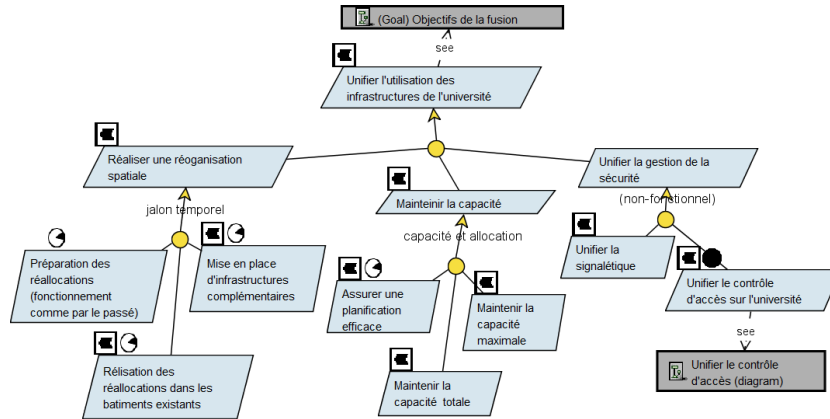 (Goal) Objectifs de la fusion
see
Unifier l'utilisation des
infrastructures de l'université
Réaliser une réoganisation
spatiale
Unifier la gestion de la
sécurité
Mainteinir la capacité
jalon temporel
(non-fonctionnel)
capacité et allocation
Préparation des
réallocations
(fonctionnement
comme par le passé)
Mise en place
d'infrastructures
complémentaires
Unifier la
signalétique
Unifier le contrôle
d'accès sur l'université
Assurer une
planification
efficace
Maintenir la
capacité
maximale
see
Rélisation des
réallocations dans les
batiments existants
Maintenir la
capacité totale
Unifier le contrôle
d'accès (diagram)